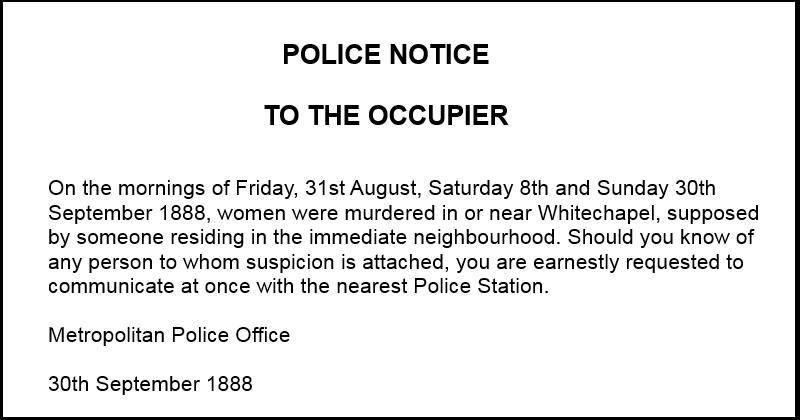 POLICE NOTICE
TO THE OCCUPIER
On the mornings of Friday, 31st August, Saturday 8th and Sunday 30th
September 1888, women were murdered in or near Whitechapel, supposed
by someone residing in the immediate neighbourhood. Should you know of
any person to whom suspicion is attached, you are earnestly requested to
communicate at once with the nearest Police Station.
Metropolitan Police Office
30th September 1888